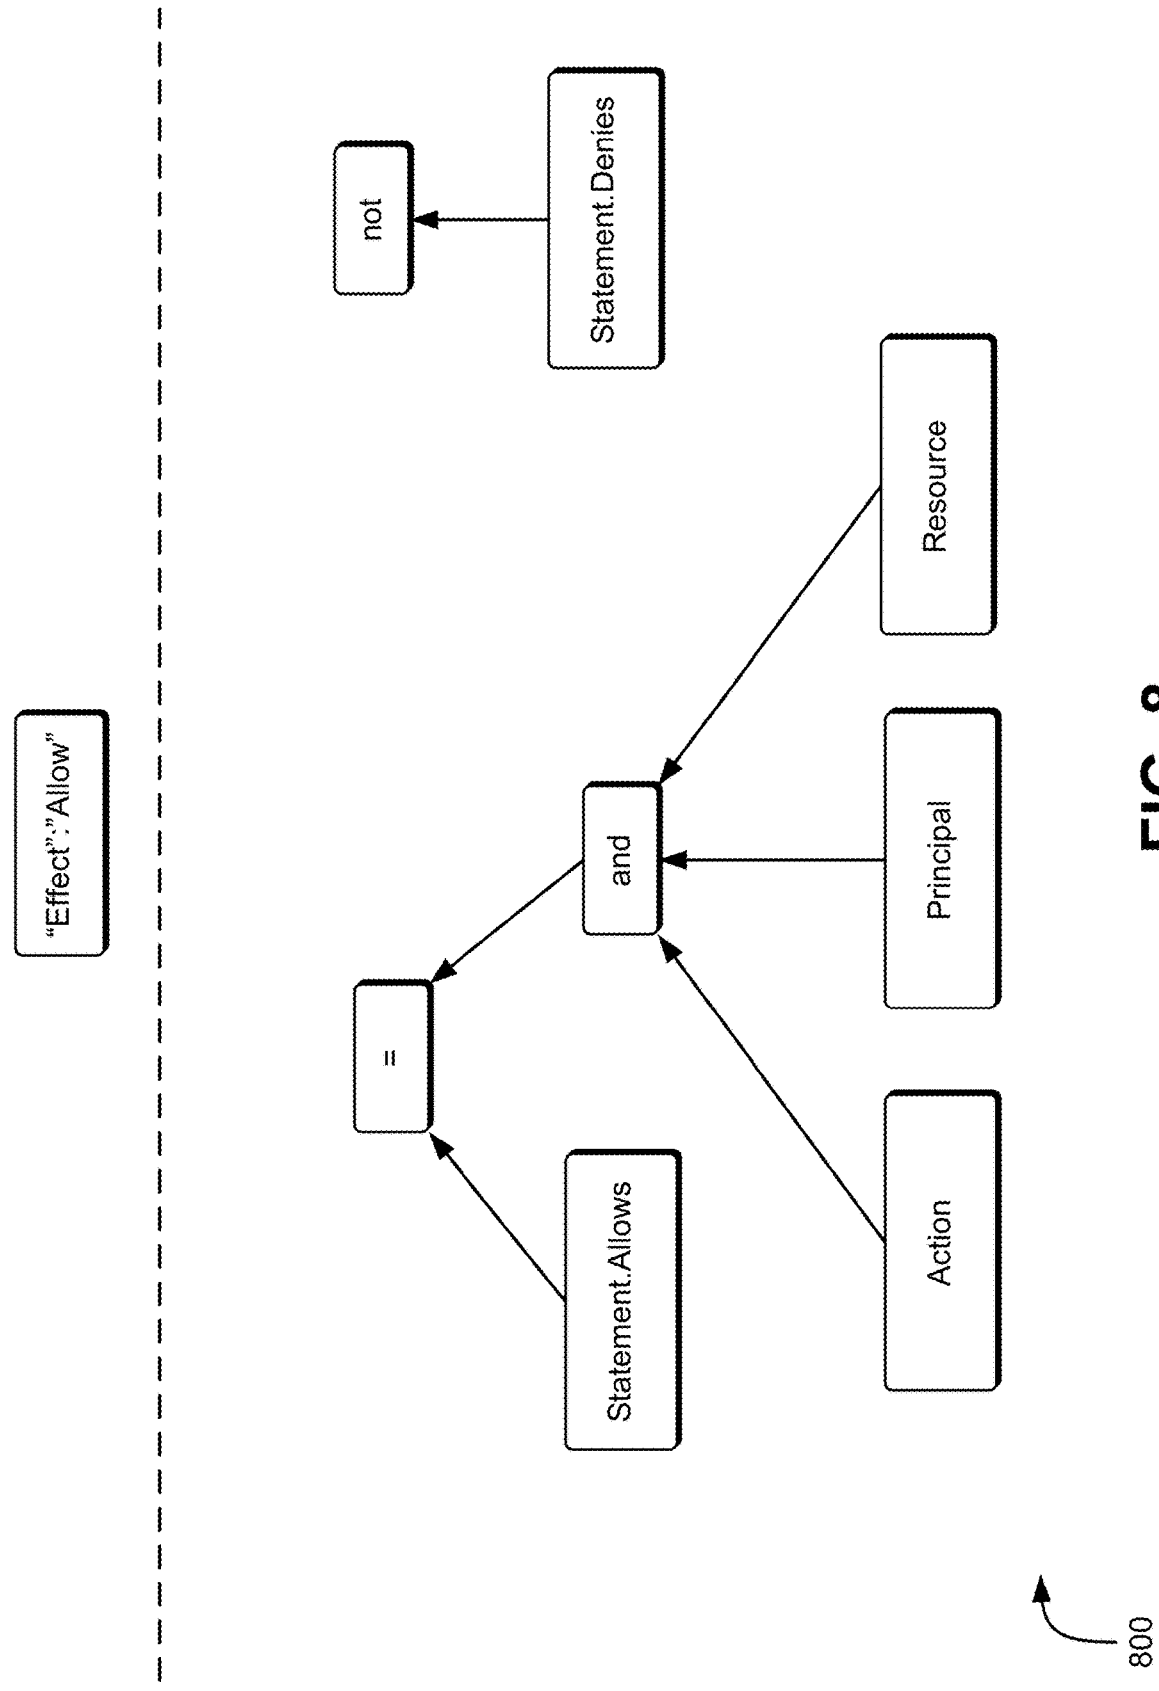 “Effect”:”Allow”
=
not
Statement.Allows
and
Statement.Denies
Action
Principal
Resource
800
FIG. 8